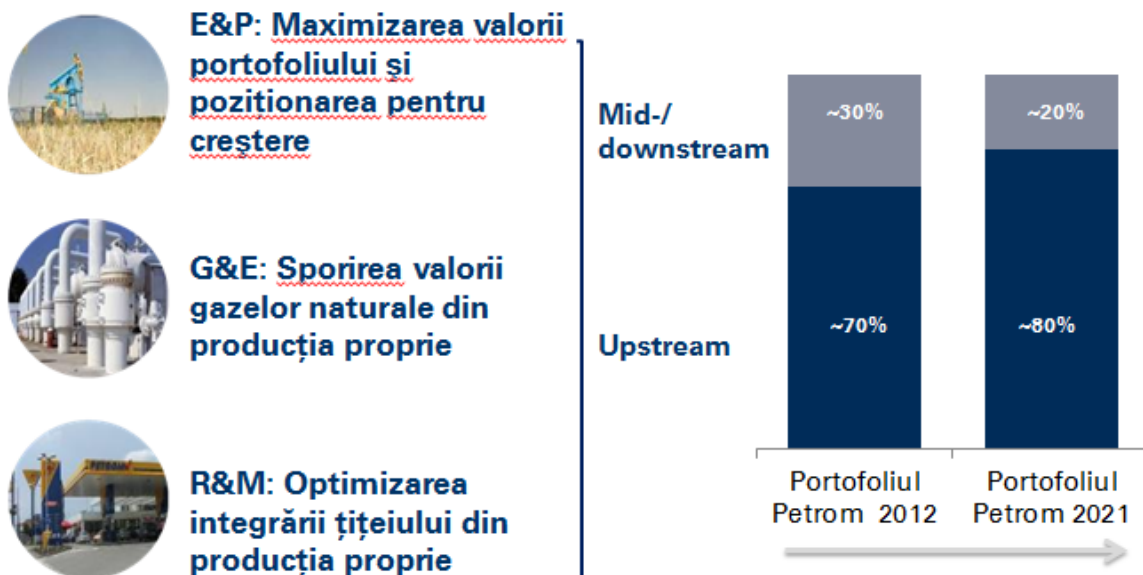 E&P: Maximizarea valorii
portofoliului și
poziționarea pentru
creștere
G&E: Sporirea valorii
gazelor naturale din
producția proprie
PETROM
R&M: Optimizarea
integrării țițeiului din
producția proprie
Mid-/
downstream
Upstream
~30%
~20%
~70%
~80%
Portofoliul
Petrom 2012
Portofoliul
Petrom 2021